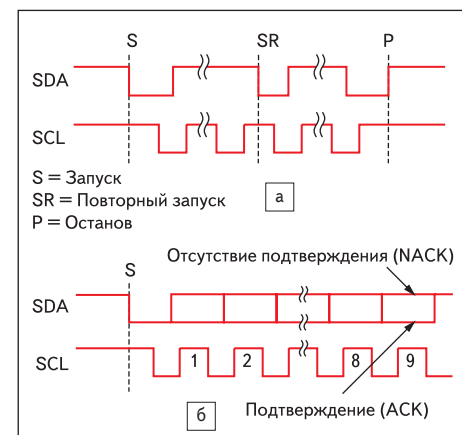 S SR P
SDA
SCL
S = Запуск
SR = Повторный запуск
P = Останов
а
Отсутствие подтверждения (NACK)
S
SDA
SCL 1 2 8 9
б Подтверждение (ACK)